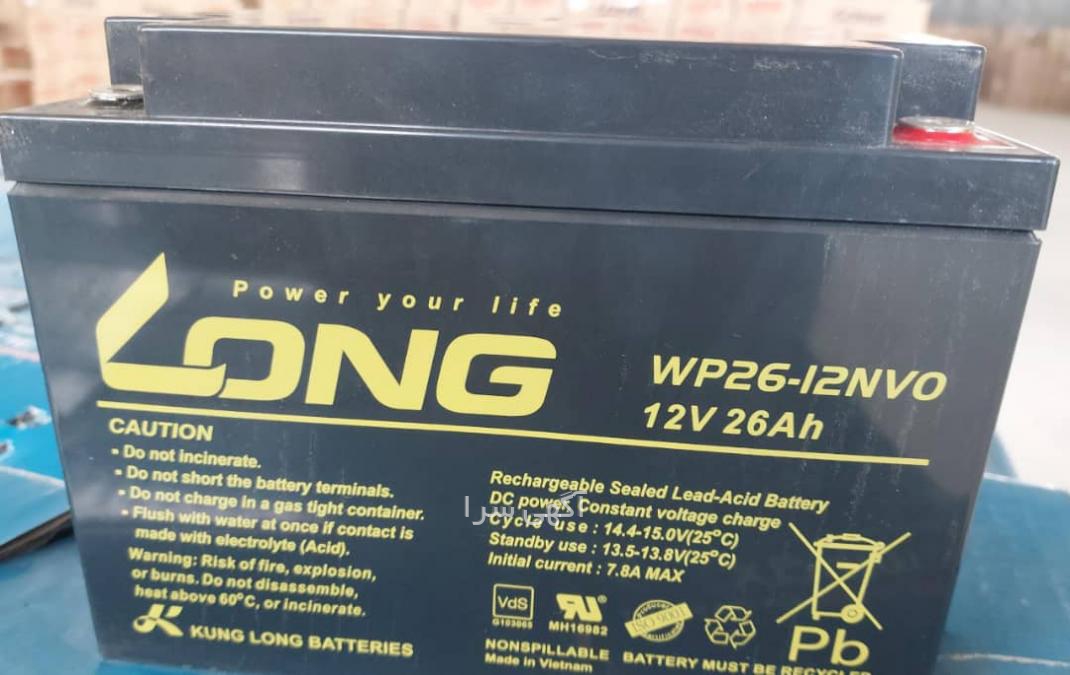 Power your life
LONG
WP26-12NVO
12V 26Ah
CAUTION
• Do not incinerate.
• Do not short the battery terminals.
• Do not charge in a gas tight container.
• Flush with water at once if contact is
made with electrolyte (Acid).
Warning: Risk of fire, explosion,
or burns. Do not disassemble,
heat above 60°C, or incinerate.
KUNG LONG BATTERIES
Rechargeable Sealed Lead-Acid Battery
DC power Constant voltage charge
Cycle use : 14.4-15.0V(25°C)
Standby use : 13.5-13.8V(25°C)
Initial current : 7.8A MAX
آگهی سرا
VdS
G103065
MH16982
ISO 9001
Pb
NONSPILLABLE
Made in Vietnam
BATTERY MUST BE RECYCLED